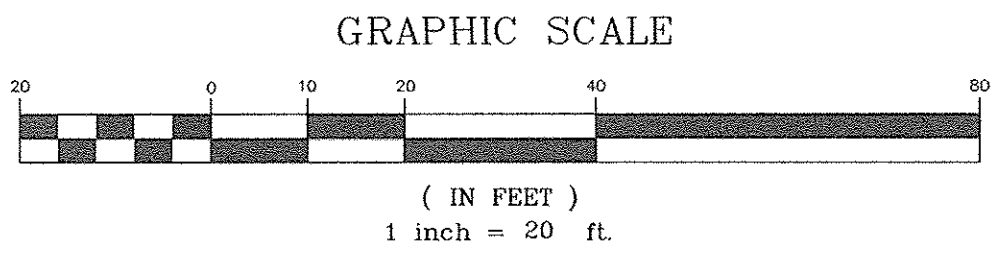 GRAPHIC SCALE
20 0 10 20 40 80
( IN FEET )
1 inch = 20 ft.